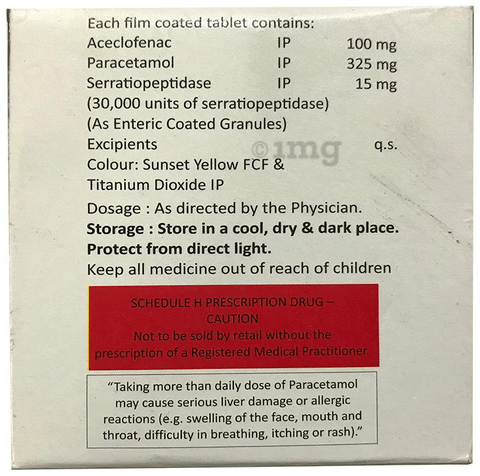 Each film coated tablet contains:
Aceclofenac IP 100 mg
Paracetamol IP 325 mg
Serratiopeptidase IP 15 mg
(30,000 units of serratiopeptidase)
(As Enteric Coated Granules)
Excipients q.s.
©1mg
Colour: Sunset Yellow FCF &
Titanium Dioxide IP
Dosage : As directed by the Physician.
Storage : Store in a cool, dry & dark place.
Protect from direct light.
Keep all medicine out of reach of children
SCHEDULE H PRESCRIPTION DRUG –
CAUTION
Not to be sold by retail without the
prescription of a Registered Medical Practitioner.
“Taking more than daily dose of Paracetamol
may cause serious liver damage or allergic
reactions (e.g. swelling of the face, mouth and
throat, difficulty in breathing, itching or rash).”